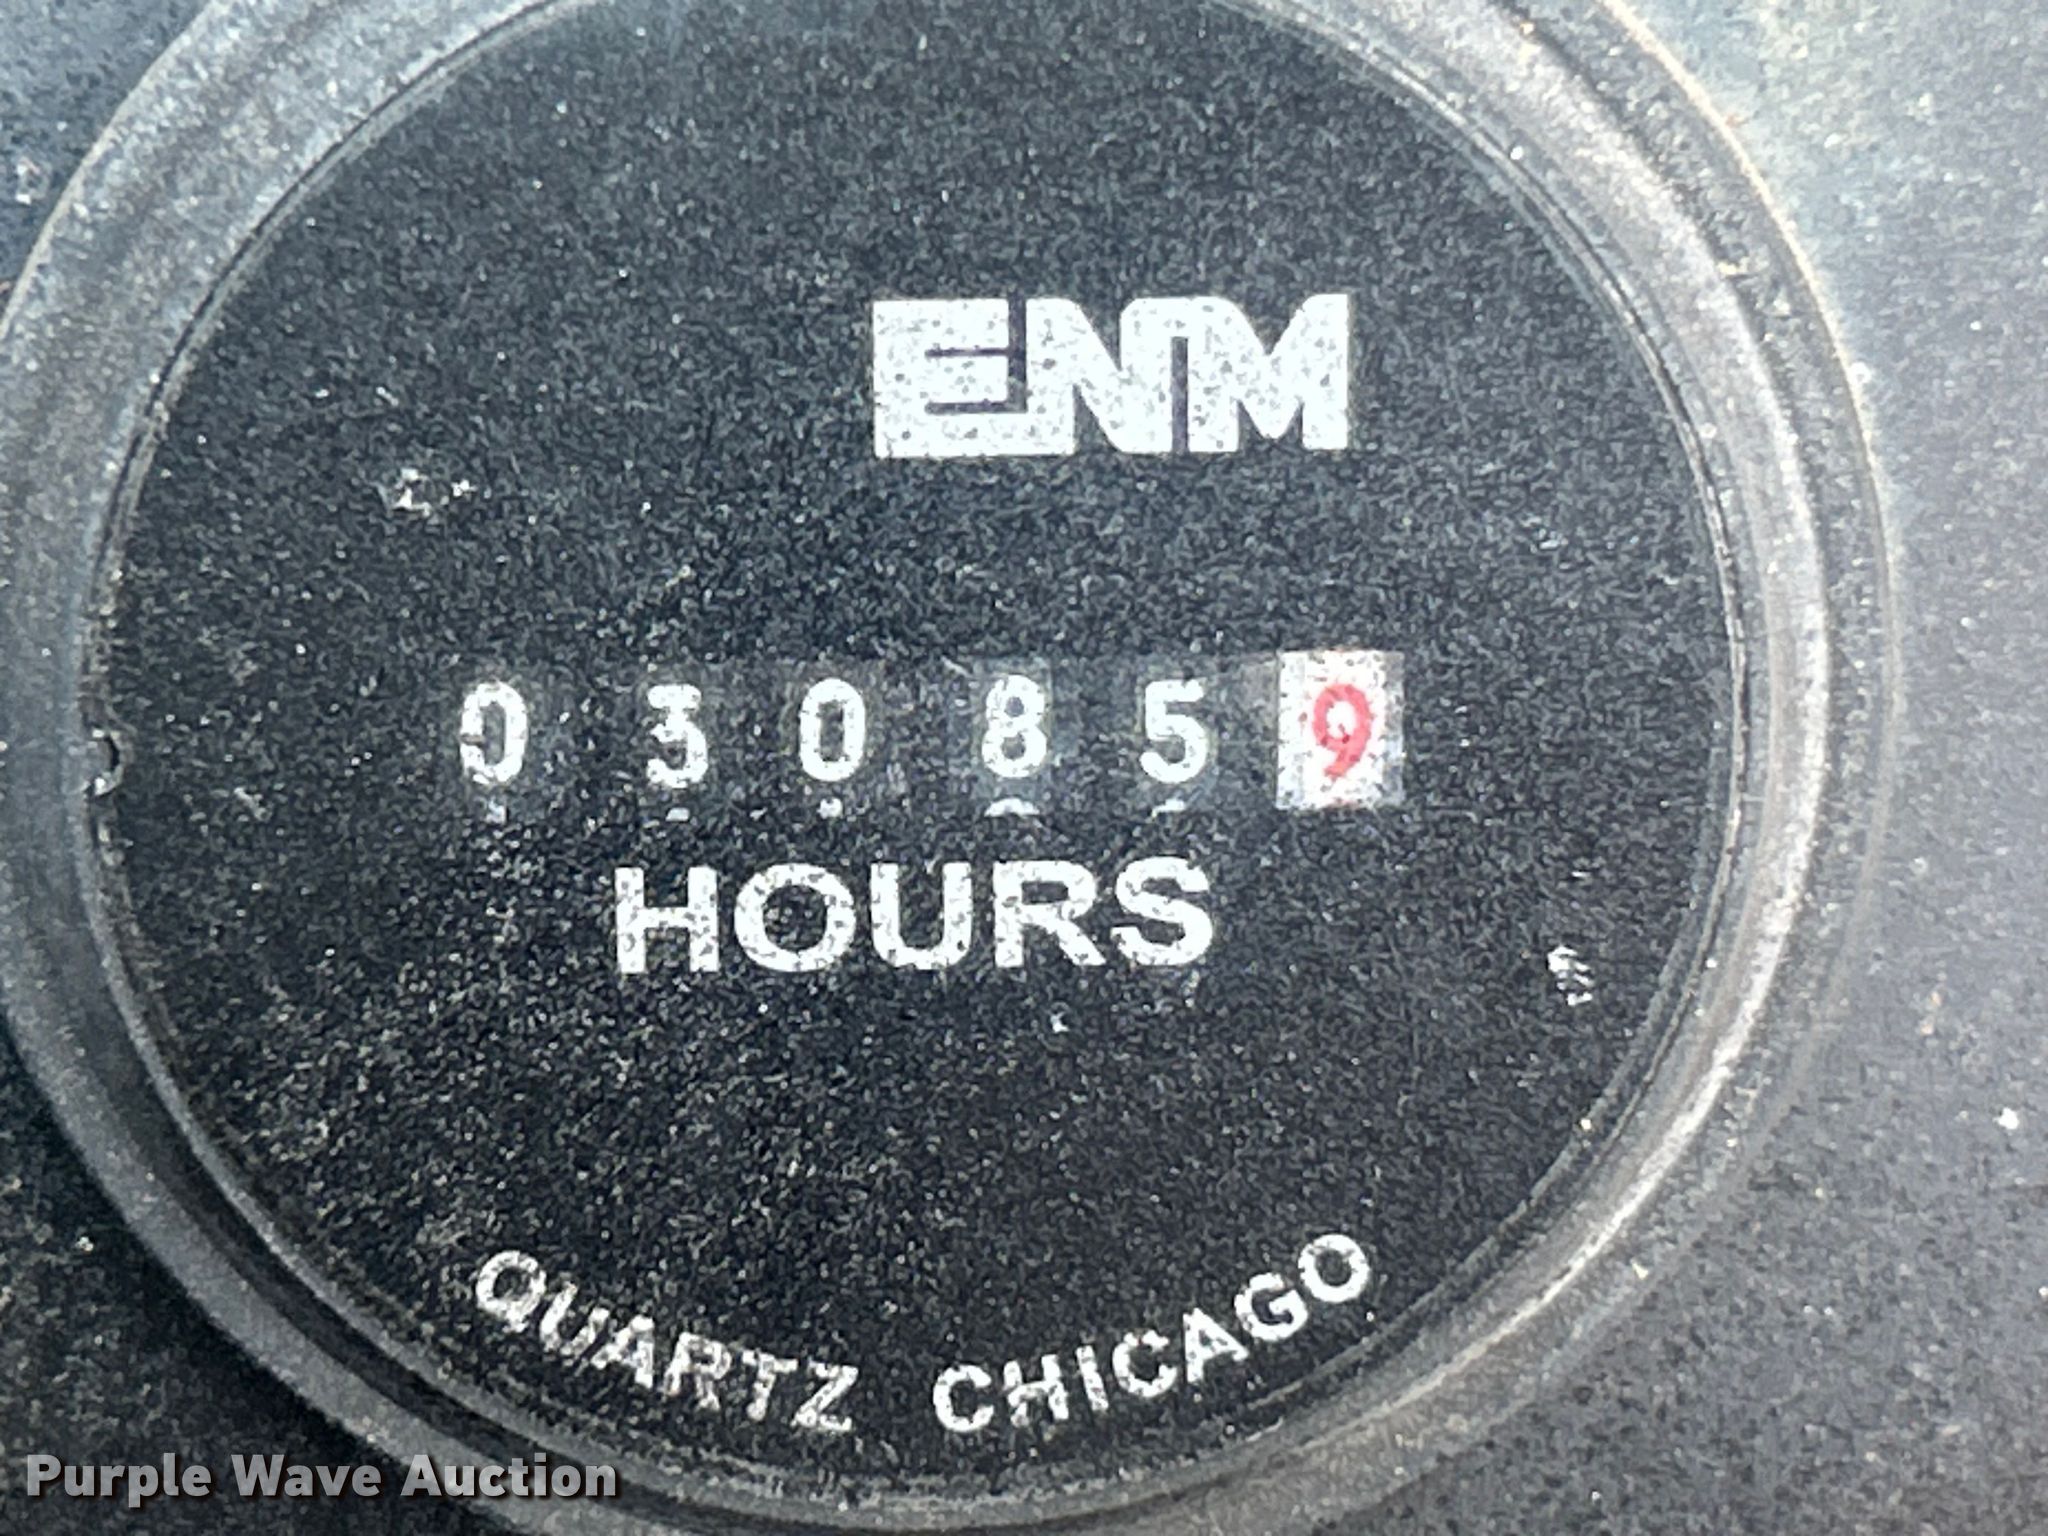 ENM
030859
HOURS
QUARTZ CHICAGO
Purple Wave Auction